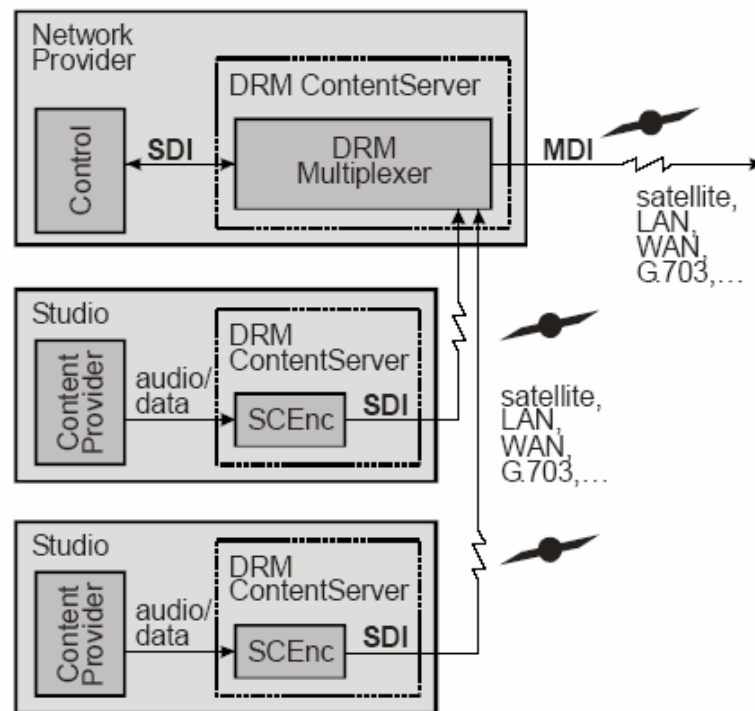 Network
Provider
DRM ContentServer
Control
SDI
DRM
Multiplexer
MDI
satellite,
LAN,
WAN,
G.703,...
Studio
Content
Provider
audio/
data
DRM
ContentServer
SCEnc
SDI
satellite,
LAN,
WAN,
G.703,...
Studio
Content
Provider
audio/
data
DRM
ContentServer
SCEnc
SDI